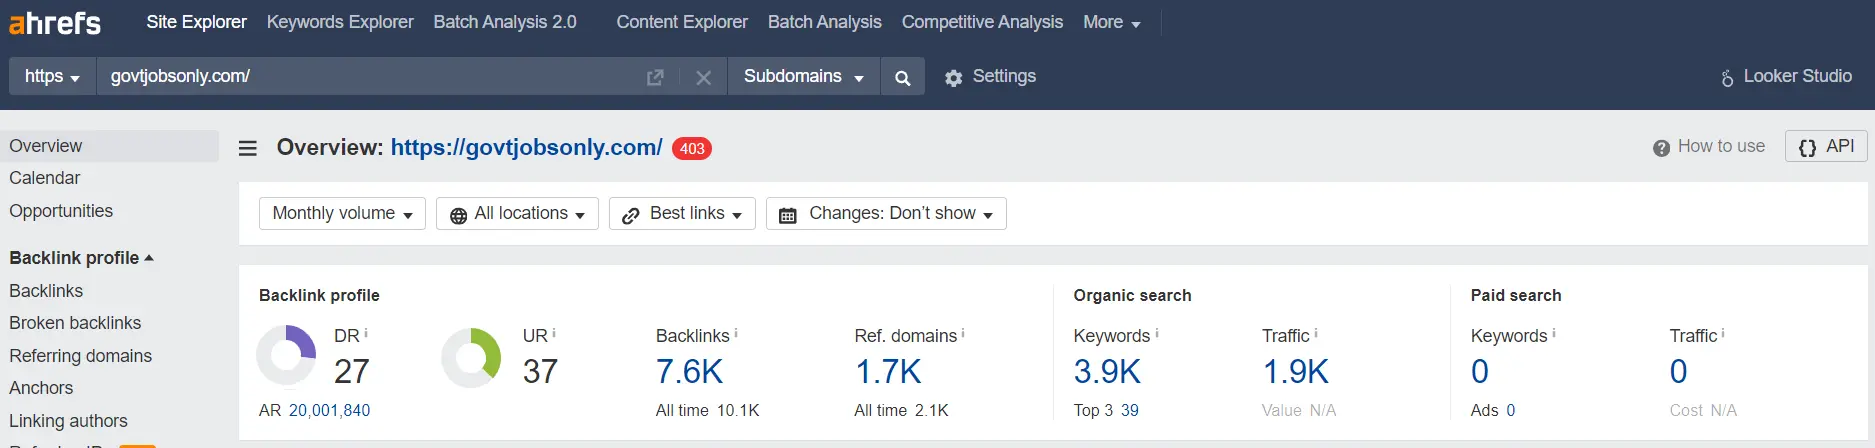 ahrefs Site Explorer Keywords Explorer Batch Analysis 2.0 Content Explorer Batch Analysis Competitive Analysis More
https govtjobsonly.com/ Subdomains Settings Looker Studio
Overview
Calendar
Opportunities
Backlink profile
Backlinks
Broken backlinks
Referring domains
Anchors
Linking authors
Overview: https://govtjobsonly.com/ 403 How to use API
Monthly volume All locations Best links Changes: Don't show
Backlink profile
DR
27
AR 20,001,840
UR
37
Backlinks
7.6K
All time 10.1K
Ref. domains
1.7K
All time 2.1K
Organic search
Keywords
3.9K
Top 3 39
Traffic
1.9K
Value N/A
Paid search
Keywords
0
Ads 0
Traffic
0
Cost N/A